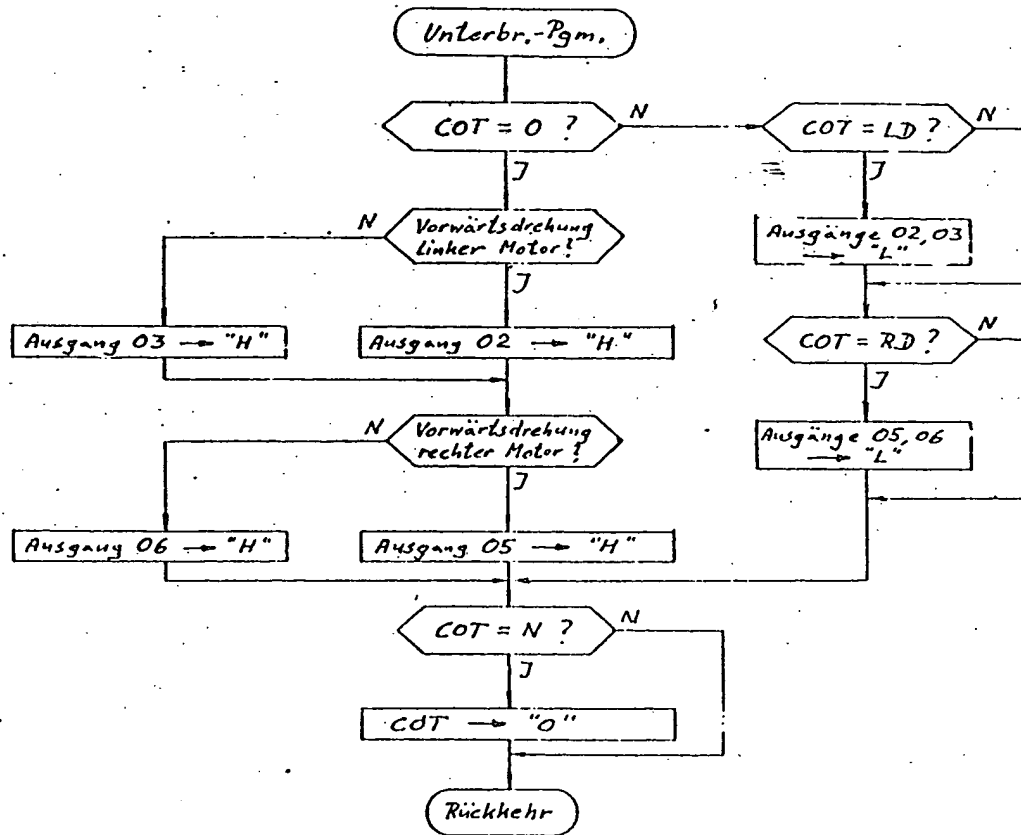 Unterbr.-Pgm.
COT = 0 ?
N
J
COT = LD ?
N
J
Vorwärtsdrehung
linker Motor?
N
J
Ausgänge 02, 03
→ "L"
Ausgang 03 → "H"
Ausgang 02 → "H"
COT = RD ?
N
J
Vorwärtsdrehung
rechter Motor?
N
J
Ausgänge 05, 06
→ "L"
Ausgang 06 → "H"
Ausgang 05 → "H"
COT = N ?
N
J
COT → "0"
Rückkehr